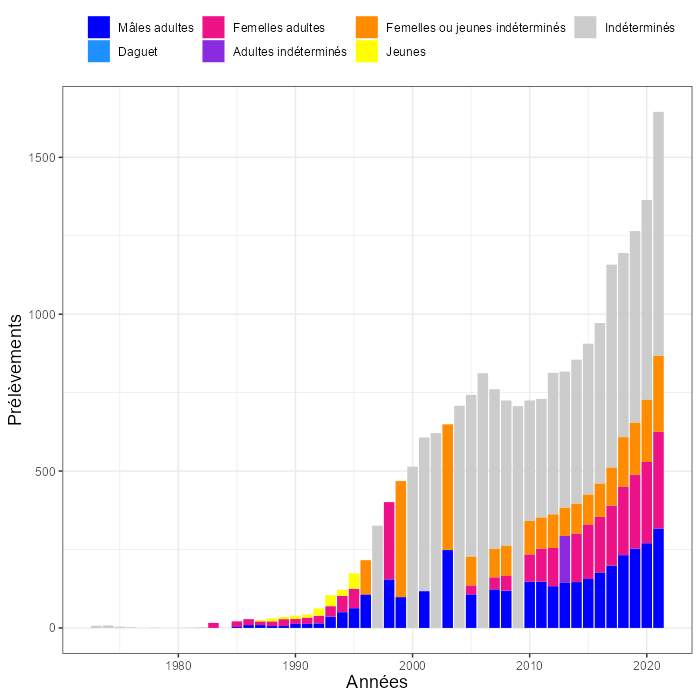 Mâles adultes Femelles adultes Femelles ou jeunes indéterminés Indéterminés
Daguet Adultes indéterminés Jeunes
Prélèvements
1500
1000
500
0
1980 1990 2000 2010 2020
Années